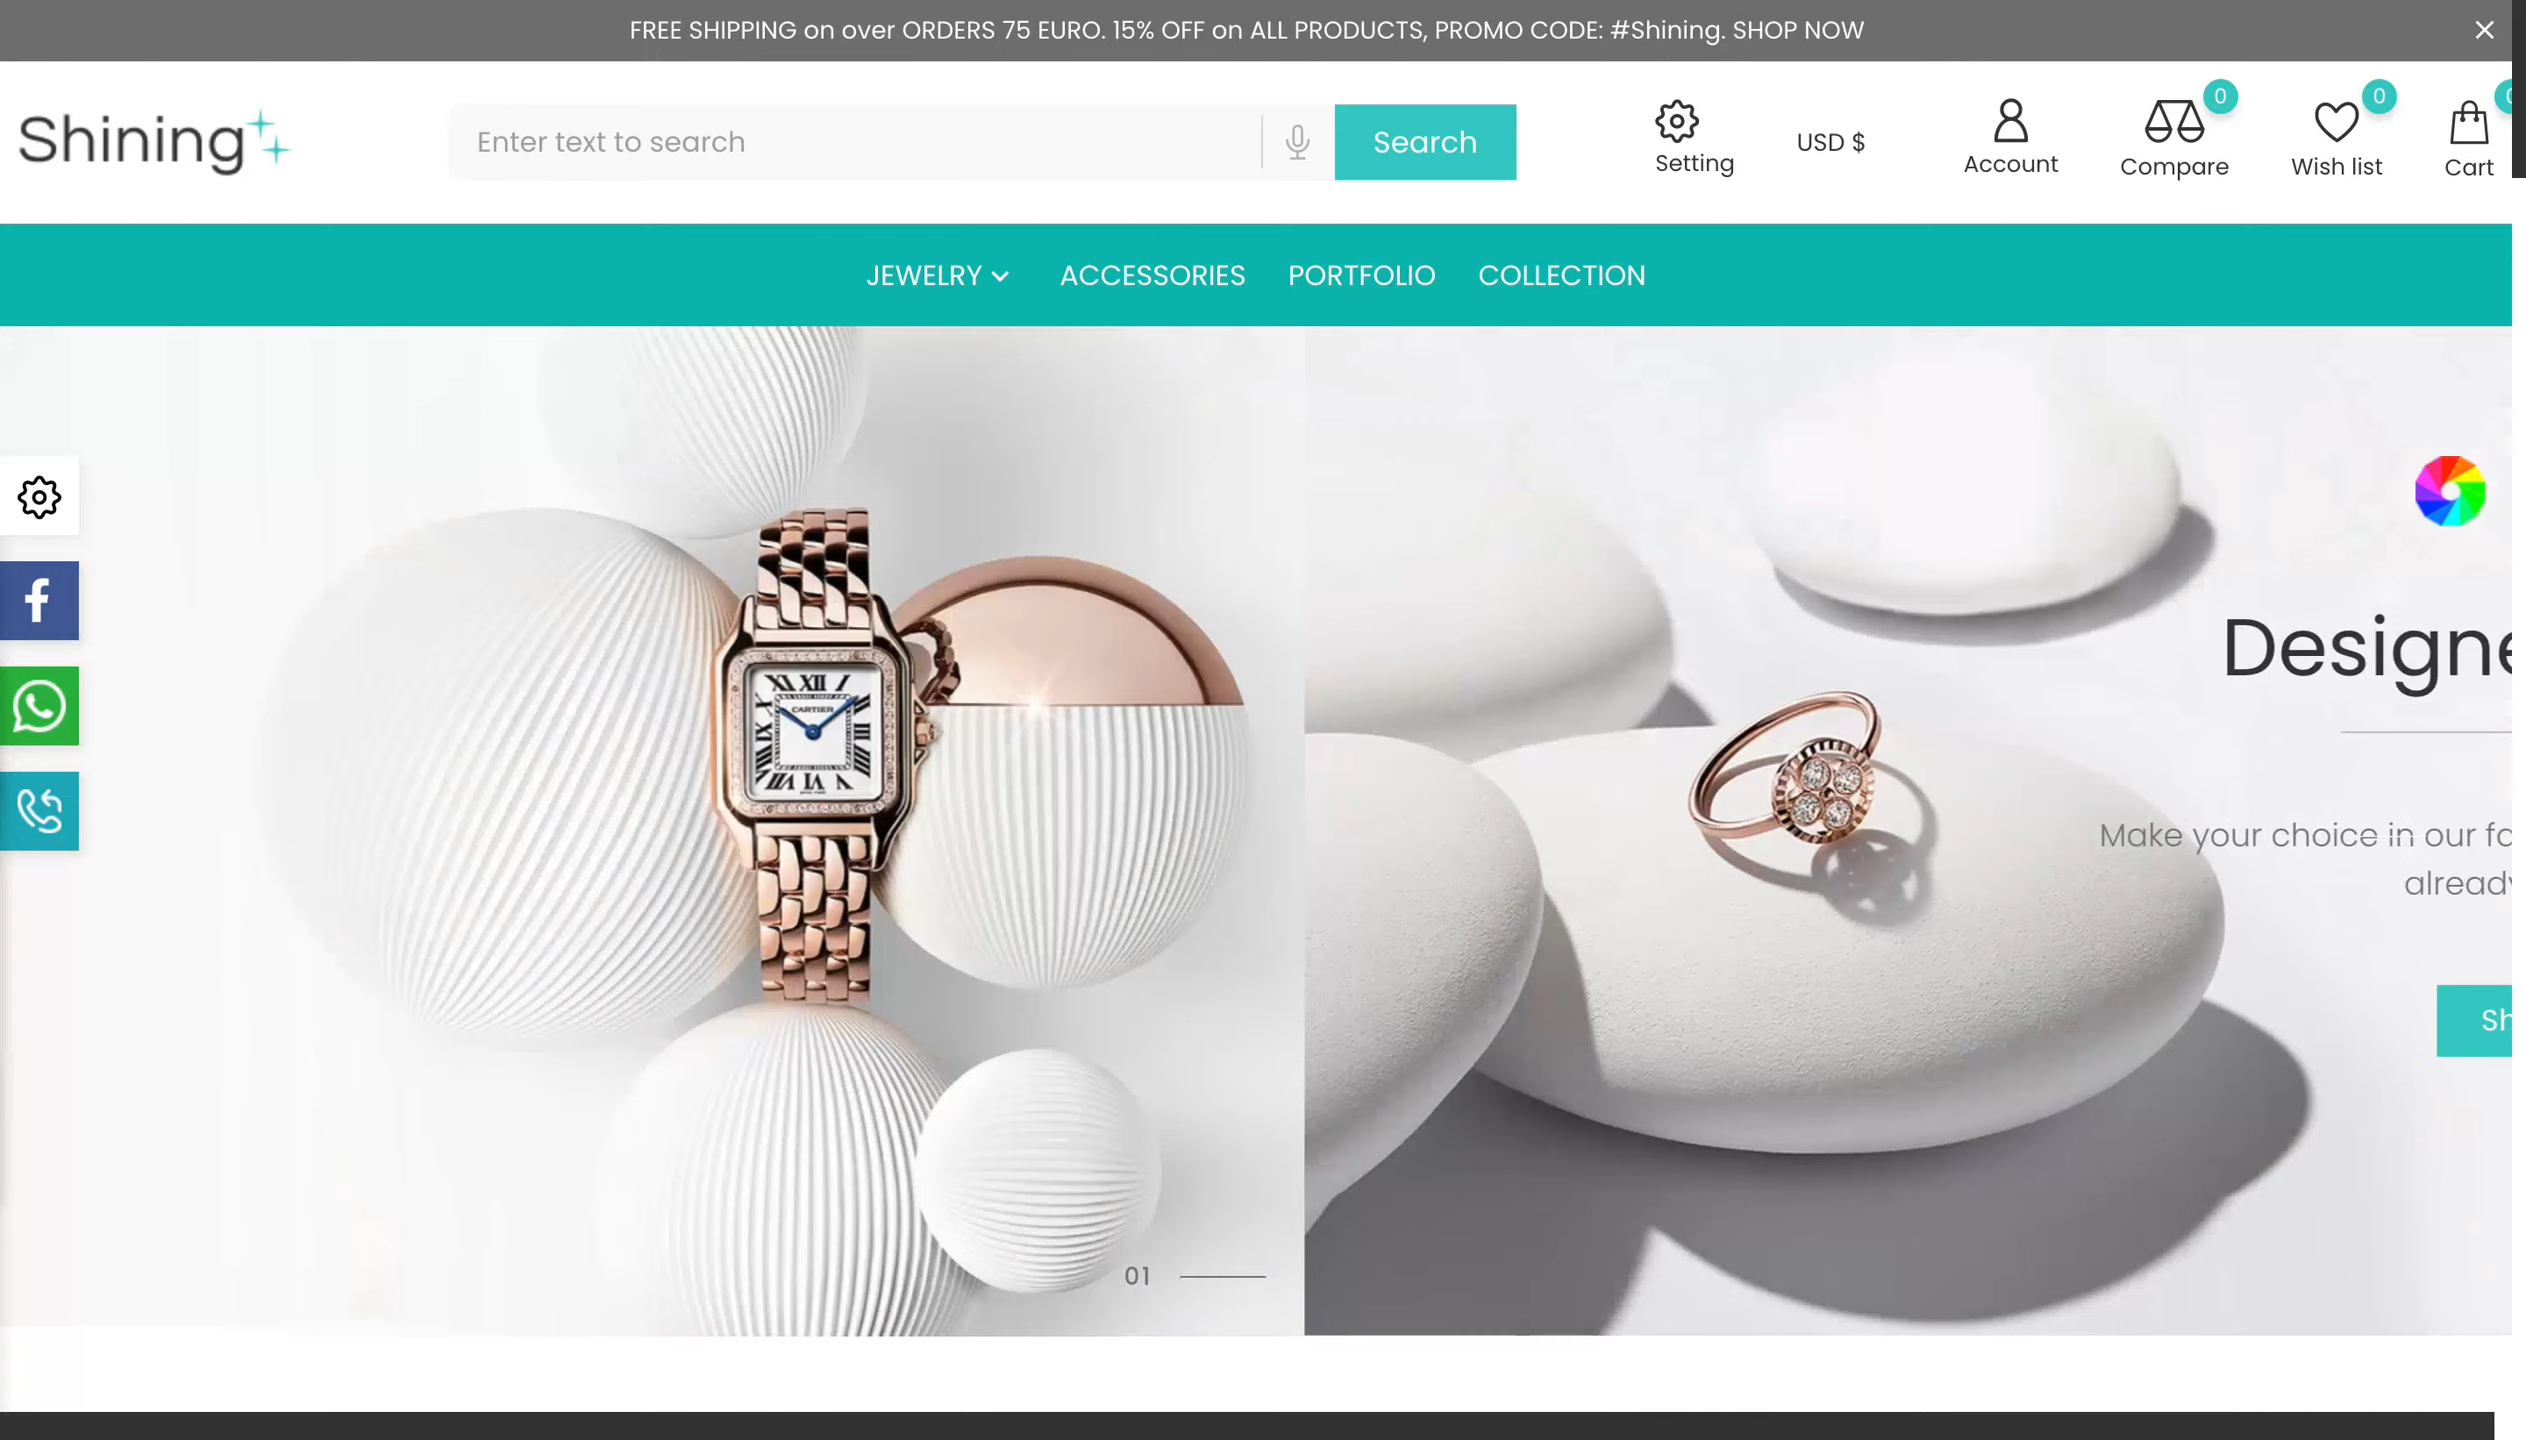 FREE SHIPPING on over ORDERS 75 EURO. 15% OFF on ALL PRODUCTS, PROMO CODE: #Shining. SHOP NOW
Shining
Enter text to search
Search
Setting
USD $
Account
0
Compare
0
Wish list
Cart
JEWELRY
ACCESSORIES
PORTFOLIO
COLLECTION
CARTIER
Designe
Make your choice in our fa
already
Sh
01